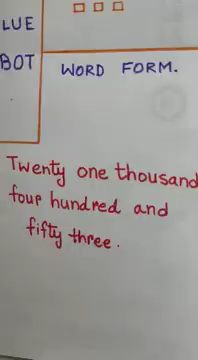 LUE
BOT
WORD FORM.
Twenty one thousand
four hundred and
fifty three.